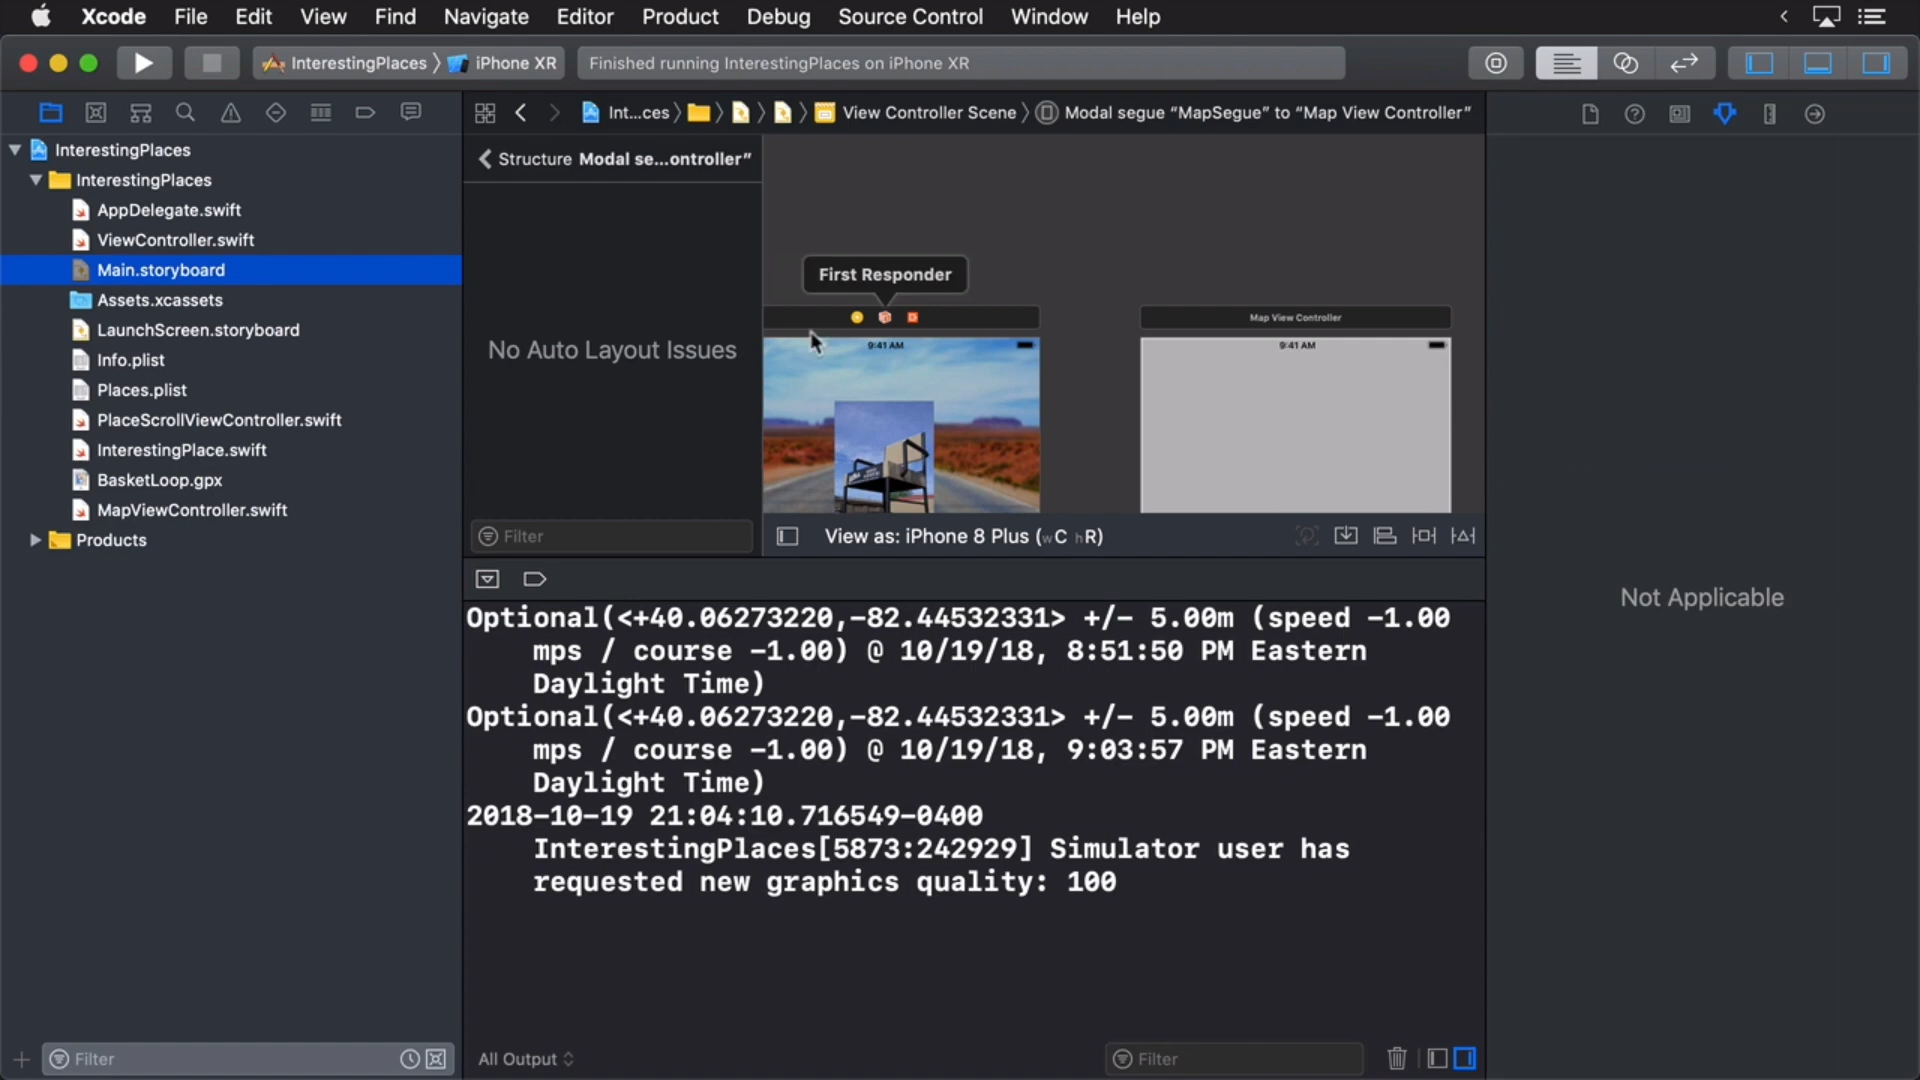 Xcode File Edit View Find Navigate Editor Product Debug Source Control Window Help
InterestingPlaces iPhone XR
Finished running InterestingPlaces on iPhone XR
Int...ces View Controller Scene Modal segue “MapSegue” to “Map View Controller”
InterestingPlaces
InterestingPlaces
AppDelegate.swift
ViewController.swift
Main.storyboard
Assets.xcassets
LaunchScreen.storyboard
Info.plist
Places.plist
PlaceScrollViewController.swift
InterestingPlace.swift
BasketLoop.gpx
MapViewController.swift
Products
Filter
Structure Modal se...ontroller”
No Auto Layout Issues
Filter
First Responder
9:41 AM
Map View Controller
9:41 AM
View as: iPhone 8 Plus (wC hR)
Not Applicable
Optional(<+40.06273220,-82.44532331> +/- 5.00m (speed -1.00
mps / course -1.00) @ 10/19/18, 8:51:50 PM Eastern
Daylight Time)
Optional(<+40.06273220,-82.44532331> +/- 5.00m (speed -1.00
mps / course -1.00) @ 10/19/18, 9:03:57 PM Eastern
Daylight Time)
2018-10-19 21:04:10.716549-0400
InterestingPlaces[5873:242929] Simulator user has
requested new graphics quality: 100
All Output
Filter